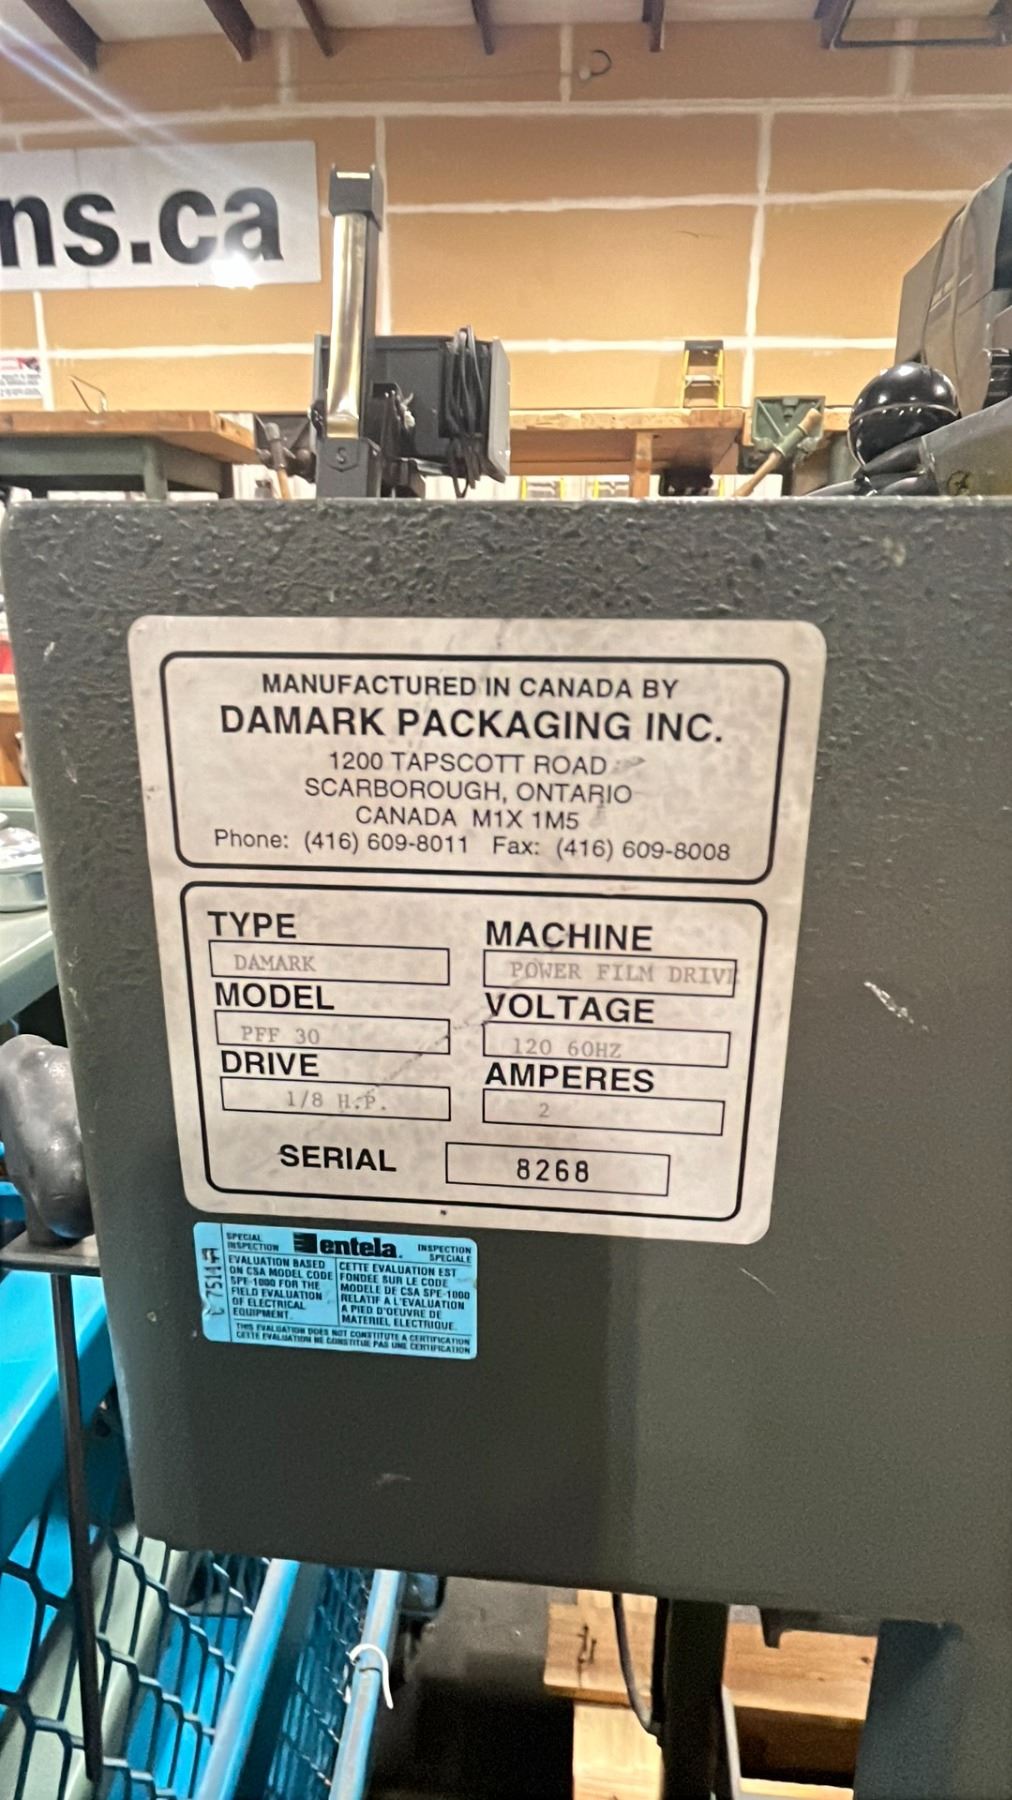 ns.ca
MANUFACTURED IN CANADA BY
DAMARK PACKAGING INC.
1200 TAPSCOTT ROAD
SCARBOROUGH, ONTARIO
CANADA M1X 1M5
Phone: (416) 609-8011 Fax: (416) 609-8008
TYPE
DAMARK
MACHINE
POWER FILM DRIVE
MODEL
PFF 30
VOLTAGE
120 60HZ
DRIVE
1/8 H.P.
AMPERES
2
SERIAL 8268
SPECIAL
INSPECTION
entela.
INSPECTION
SPECIALE
EVALUATION BASED
ON CSA MODEL CODE
SPE-1000 FOR THE
FIELD EVALUATION
OF ELECTRICAL
EQUIPMENT.
CETTE EVALUATION EST
FONDEE SUR LE CODE
MODELE DE CSA SPE-1000
RELATIF A L'EVALUATION
A PIED D'OEUVRE DE
MATERIEL ELECTRIQUE.
THIS EVALUATION DOES NOT CONSTITUTE A CERTIFICATION
CETTE EVALUATION NE CONSTITUE PAS UNE CERTIFICATION